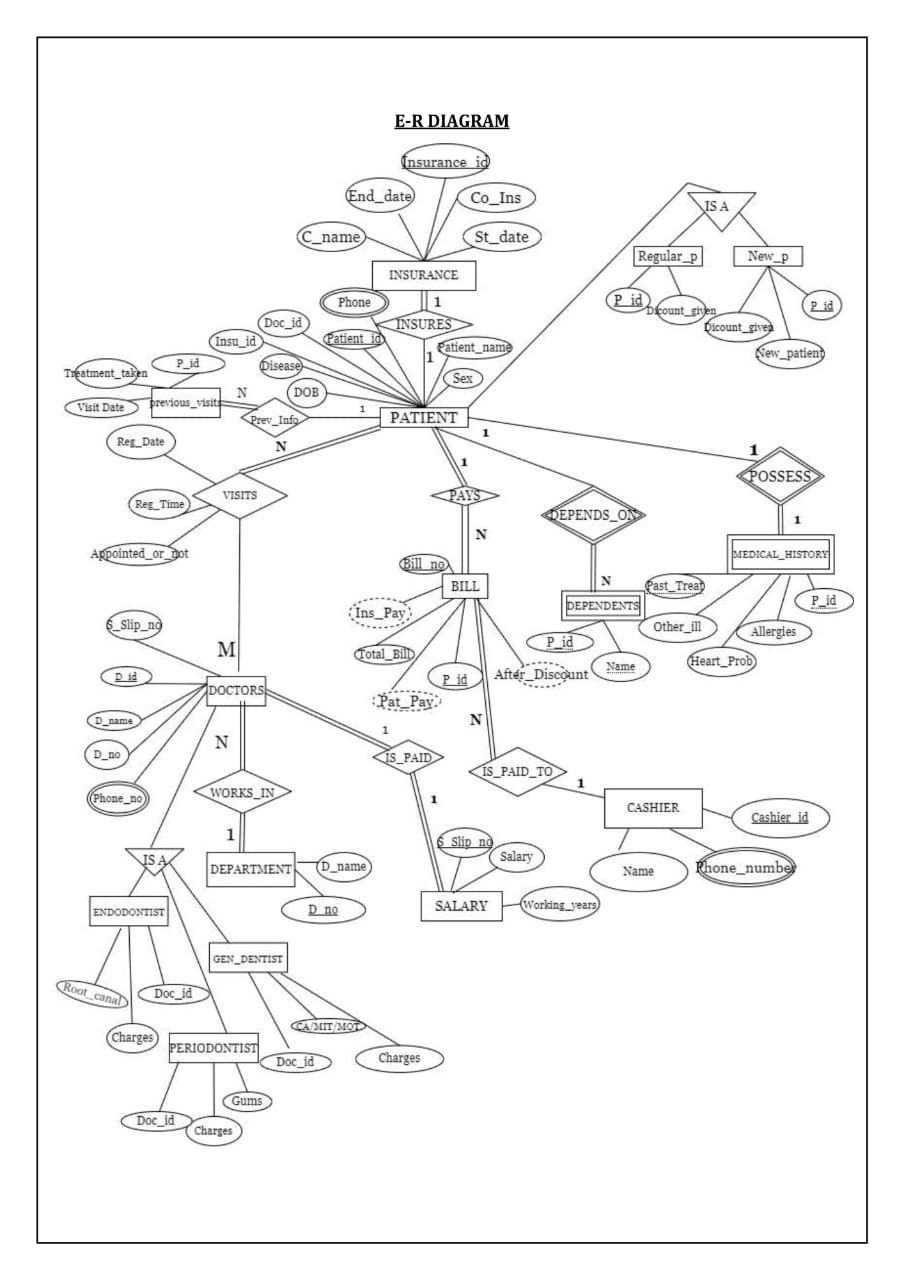 E-R DIAGRAM
Insurance_id
End_date
Co_Ins
C_name
St_date
INSURANCE
1
Phone
INSURES
1
Doc_id
Insu_id
Patient_id
Patient_name
Disease
Sex
DOB
PATIENT
IS A
Regular_p
New_p
P_id
Dicount_given
Dicount_given
P_id
New_patient
Treatment_taken
P_id
Visit Date
previous_visits
N
Prev_Info
1
N
Reg_Date
VISITS
Reg_Time
Appointed_or_not
M
1
PAYS
N
1
DEPENDS_ON
N
DEPENDENTS
P_id
Name
1
POSSESS
1
MEDICAL_HISTORY
Past_Treat
P_id
Other_ill
Allergies
Heart_Prob
Bill_no
BILL
Ins_Pay
Total_Bill
Pat_Pay
P_id
After_Discount
N
IS_PAID_TO
1
CASHIER
Cashier_id
Name
Phone_number
S_Slip_no
D_id
DOCTORS
D_name
D_no
Phone_no
N
WORKS_IN
1
DEPARTMENT
D_name
D_no
1
IS_PAID
1
S_Slip_no
Salary
SALARY
Working_years
IS A
ENDODONTIST
Root_canal
Doc_id
Charges
GEN_DENTIST
CA/MIT/MOT
Doc_id
Charges
PERIODONTIST
Gums
Doc_id
Charges